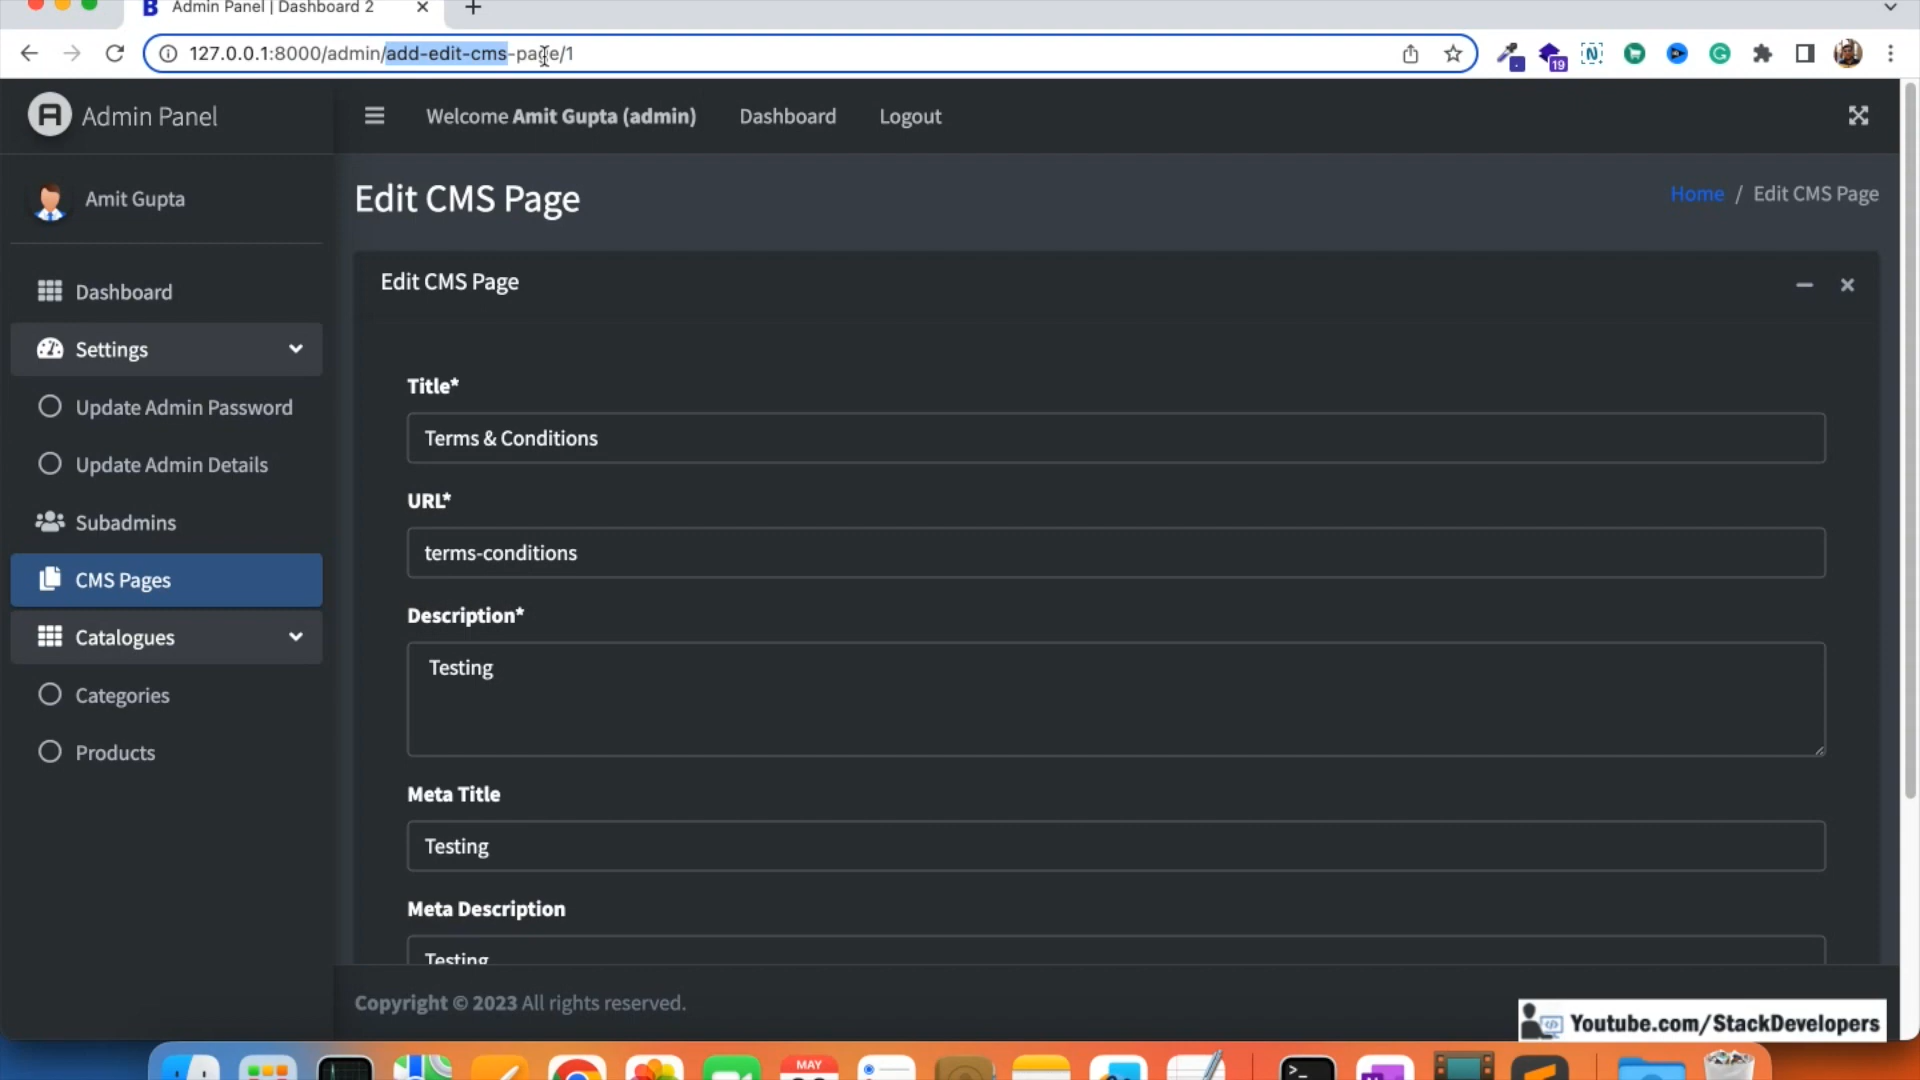 Admin Panel | Dashboard 2
127.0.0.1:8000/admin/add-edit-cms-page/1
19
Admin Panel
Welcome Amit Gupta (admin)
Dashboard
Logout
Amit Gupta
Edit CMS Page
Home / Edit CMS Page
Dashboard
Settings
Update Admin Password
Update Admin Details
Subadmins
CMS Pages
Catalogues
Categories
Products
Edit CMS Page
Title*
Terms & Conditions
URL*
terms-conditions
Description*
Testing
Meta Title
Testing
Meta Description
Testing
Copyright © 2023 All rights reserved.
Youtube.com/StackDevelopers
MAY